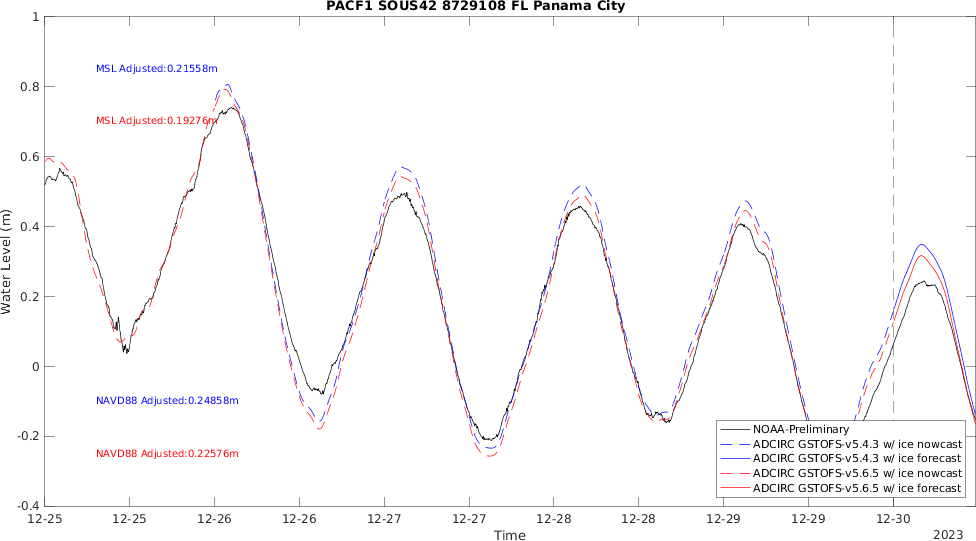 PACF1 SOUS42 8729108 FL Panama City
1
0.8
0.6
0.4
0.2
0
-0.2
-0.4
Water Level (m)
MSL Adjusted:0.21558m
MSL Adjusted:0.19276m
NAVD88 Adjusted:0.24858m
NAVD88 Adjusted:0.22576m
NOAA-Preliminary
ADCIRC GSTOFS-v5.4.3 w/ ice nowcast
ADCIRC GSTOFS-v5.4.3 w/ ice forecast
ADCIRC GSTOFS-v5.6.5 w/ ice nowcast
ADCIRC GSTOFS-v5.6.5 w/ ice forecast
12-25 12-25 12-26 12-26 12-27 12-27 12-28 12-28 12-29 12-29 12-30
Time
2023